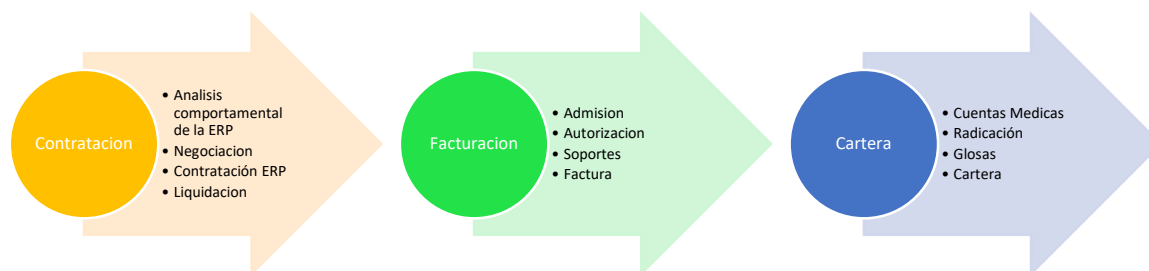 Contratacion
• Analisis
comportamental
de la ERP
• Negociacion
• Contratación ERP
• Liquidacion
Facturacion
• Admision
• Autorizacion
• Soportes
• Factura
Cartera
• Cuentas Medicas
• Radicación
• Glosas
• Cartera